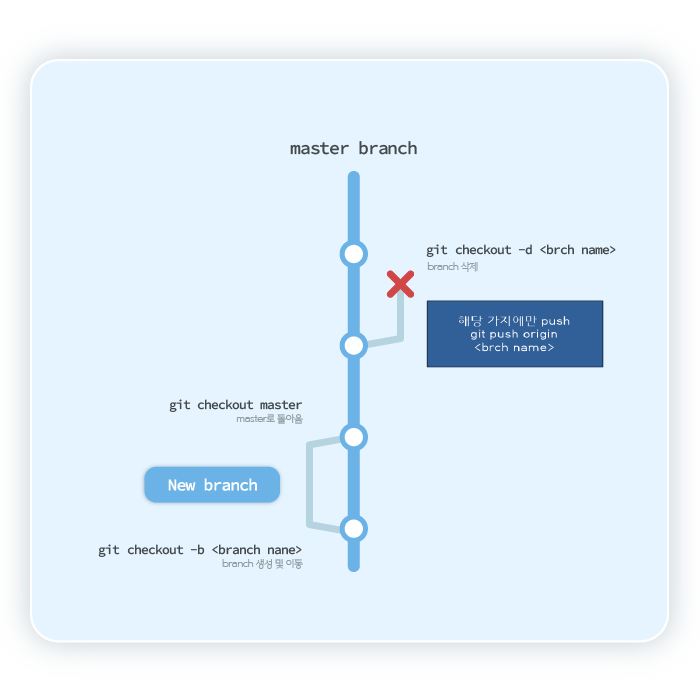 master branch
git checkout -d <brch name>
branch 삭제
해당 가지에만 push
git push origin
<brch name>
git checkout master
master로 돌아옴
New branch
git checkout -b <branch nane>
branch 생성 및 이동